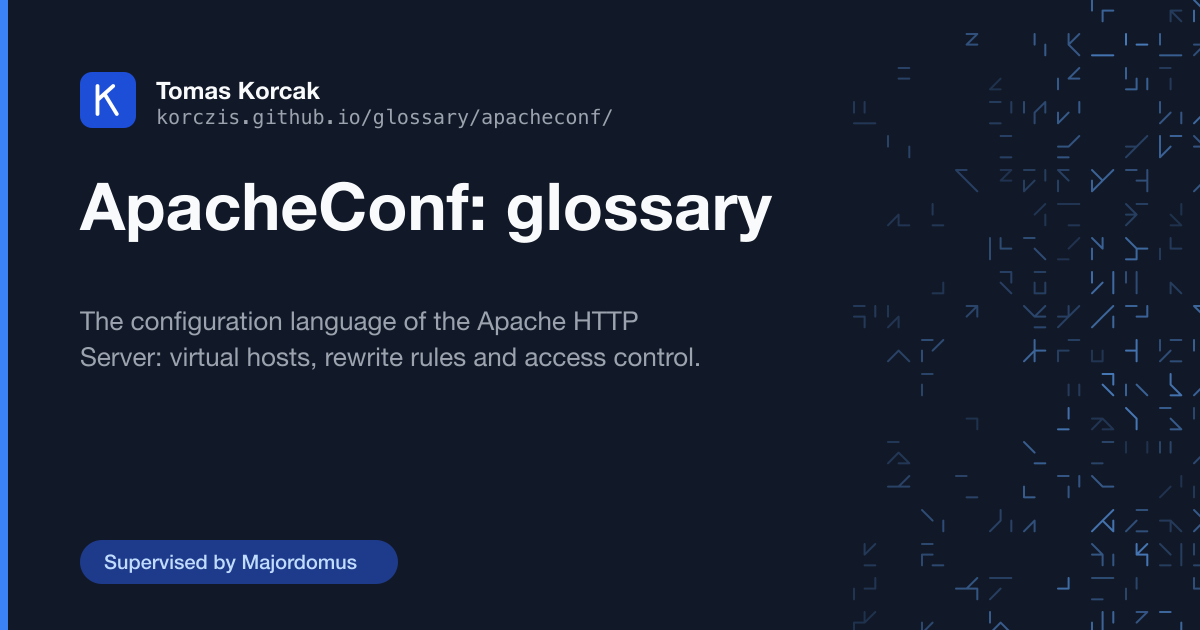 K
Tomas Korcak
korczis.github.io/glossary/apacheconf/
ApacheConf: glossary
The configuration language of the Apache HTTP
Server: virtual hosts, rewrite rules and access control.
Supervised by Majordomus